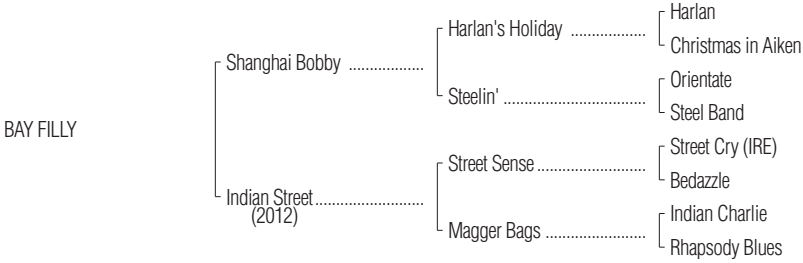 Harlan
Harlan's Holiday ..................
Christmas in Aiken
Shanghai Bobby ..................
Orientate
Steelin' ..................................
Steel Band
BAY FILLY
Street Cry (IRE)
Street Sense ..........................
Bedazzle
Indian Street ..........................
(2012)
Indian Charlie
Magger Bags ........................
Rhapsody Blues